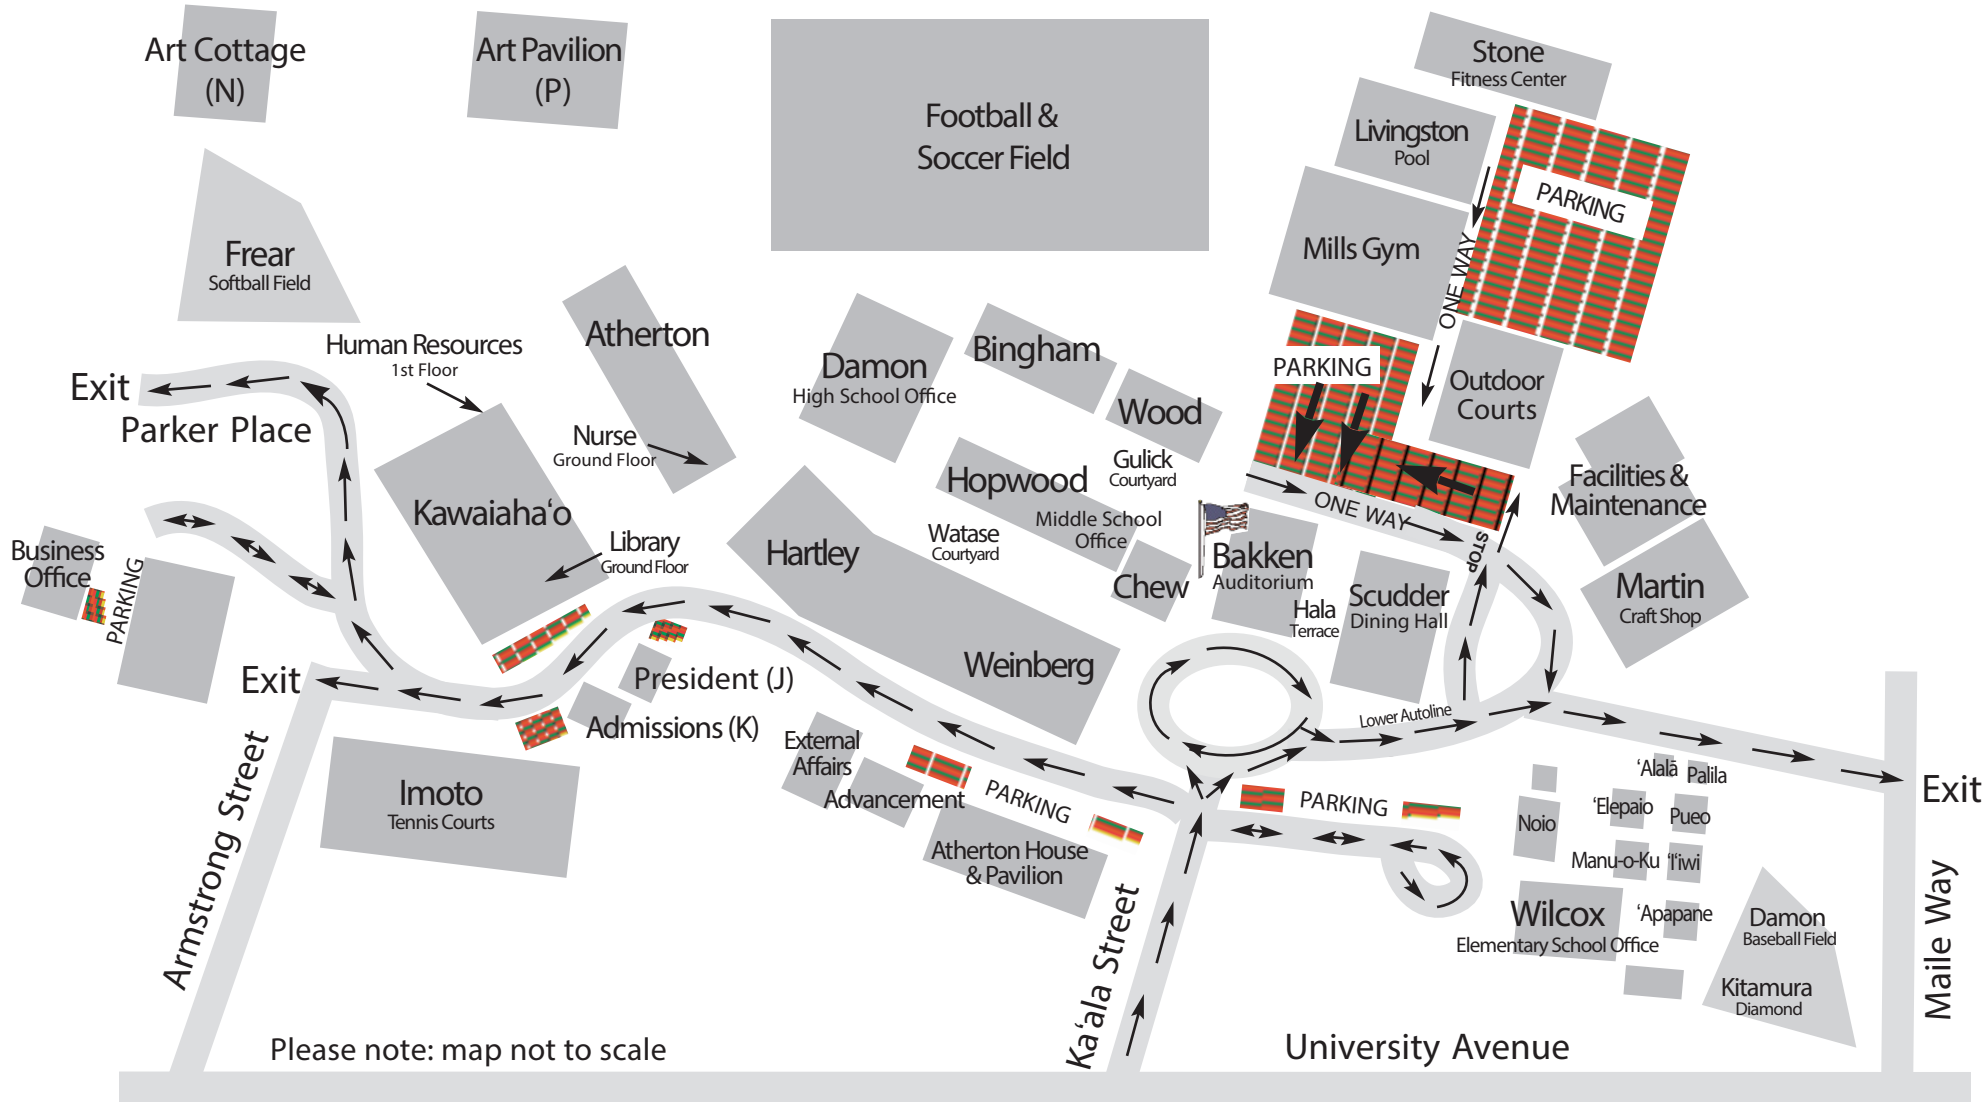 Art Cottage
(N)
Art Pavilion
(P)
Football &
Soccer Field
Stone
Fitness Center
Livingston
Pool
PARKING
Mills Gym
ONE WAY
Frear
Softball Field
Human Resources
1st Floor
Atherton
Nurse
Ground Floor
Damon
High School Office
Bingham
Wood
Gulick
Courtyard
PARKING
Outdoor
Courts
Exit
Parker Place
Kawaiahaʻo
Library
Ground Floor
Hopwood
Middle School
Office
Watase
Courtyard
Hartley
Weinberg
Chew
ONE WAY
STOP
Bakken
Auditorium
Hala
Terrace
Scudder
Dining Hall
Facilities &
Maintenance
Martin
Craft Shop
Business
Office
PARKING
Exit
President (J)
Admissions (K)
Lower Autoline
External
Affairs
Advancement
PARKING
Atherton House
& Pavilion
Imoto
Tennis Courts
Armstrong Street
PARKING
ʻAlalā
Palila
ʻElepaio
Pueo
Noio
Manu-o-Ku
ʻIʻiwi
Wilcox
Elementary School Office
ʻApapane
Damon
Baseball Field
Kitamura
Diamond
Exit
Maile Way
Kaʻala Street
Please note: map not to scale
University Avenue